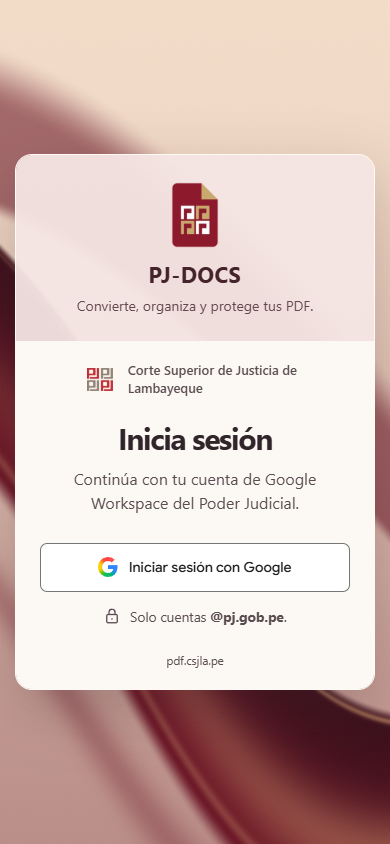 PJ-DOCS
Convierte, organiza y protege tus PDF.
Corte Superior de Justicia de
Lambayeque
Inicia sesión
Continúa con tu cuenta de Google
Workspace del Poder Judicial.
Iniciar sesión con Google
Solo cuentas @pj.gob.pe.
pdf.csjla.pe